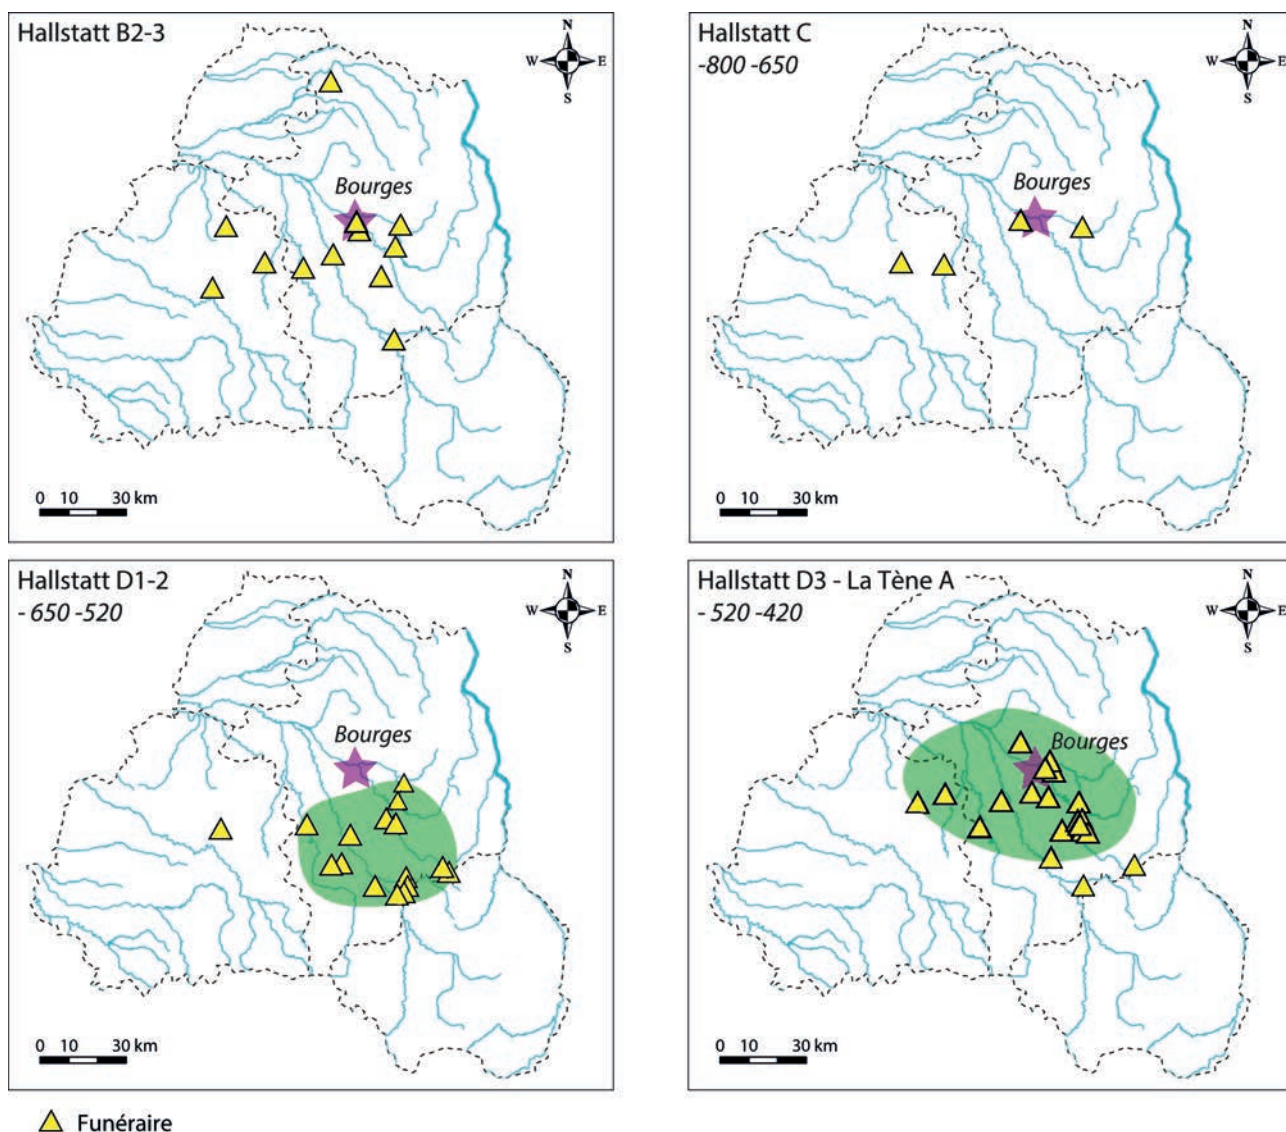 Hallstatt B2-3
N
W E
S
Bourges
0 10 30 km
Hallstatt C
-800 -650
N
W E
S
Bourges
0 10 30 km
Hallstatt D1-2
- 650 -520
N
W E
S
Bourges
0 10 30 km
Hallstatt D3 - La Tène A
- 520 -420
N
W E
S
Bourges
0 10 30 km
Funéraire